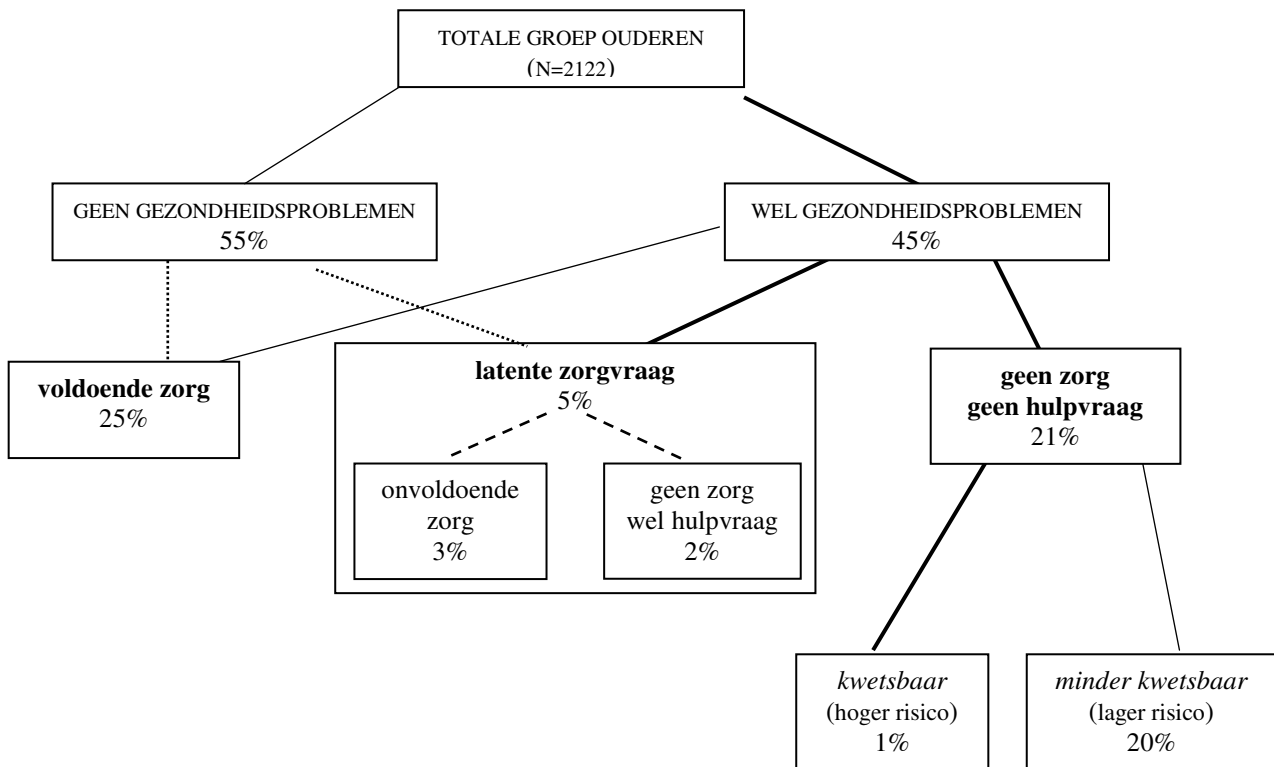 TOTALE GROEP OUDEREN
(N=2122)
GEEN GEZONDHEIDSPROBLEMEN
55%
WEL GEZONDHEIDSPROBLEMEN
45%
voldoende zorg
25%
latente zorgvraag
5%
geen zorg
geen hulpvraag
21%
onvoldoende
zorg
3%
geen zorg
wel hulpvraag
2%
kwetsbaar
(hoger risico)
1%
minder kwetsbaar
(lager risico)
20%